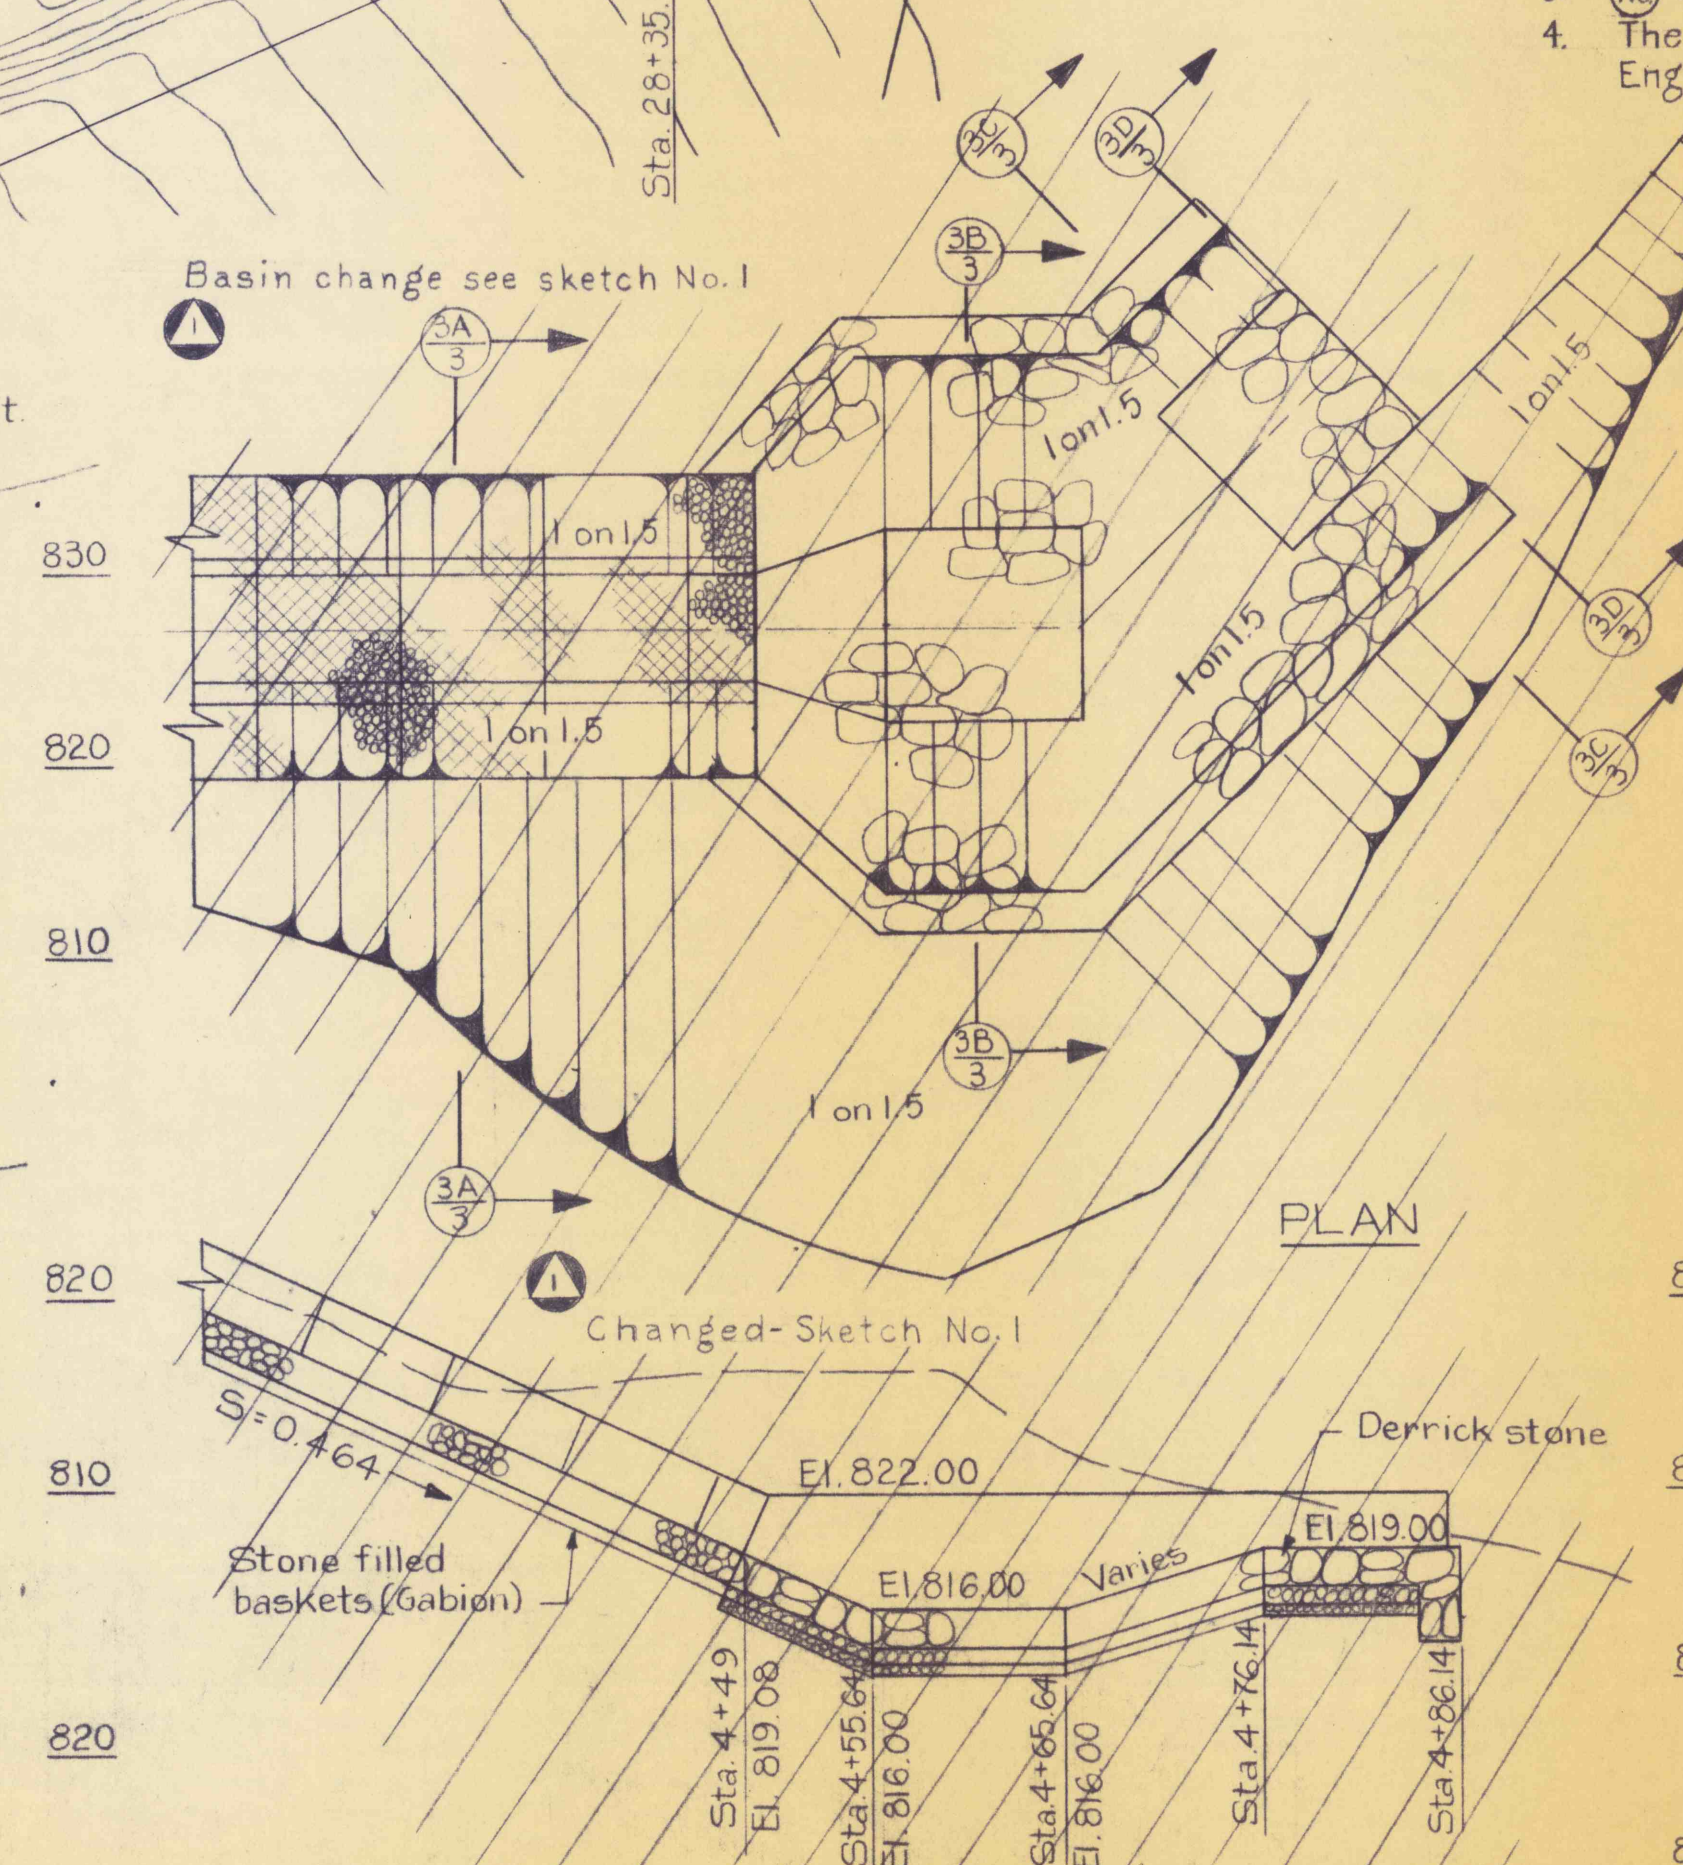 4. The
Eng
Sta. 28+35.
3C/3
3D/3
3B/3
Basin change see sketch No. 1
1
3A/3
t.
1 on 1.5
1 on 1.5
830
1 on 1.5
1 on 1.5
3D/3
820
1 on 1.5
3C/3
810
3B/3
1 on 1.5
3A/3
PLAN
820
1
Changed-Sketch No. 1
S = 0.464
Derrick stone
810
El. 822.00
El. 819.00
Stone filled
baskets (Gabion)
El. 816.00
Varies
Sta. 4+49
El. 819.08
Sta. 4+55.64
El. 816.00
Sta. 4+65.64
El. 816.00
Sta. 4+76.14
Sta. 4+86.14
820